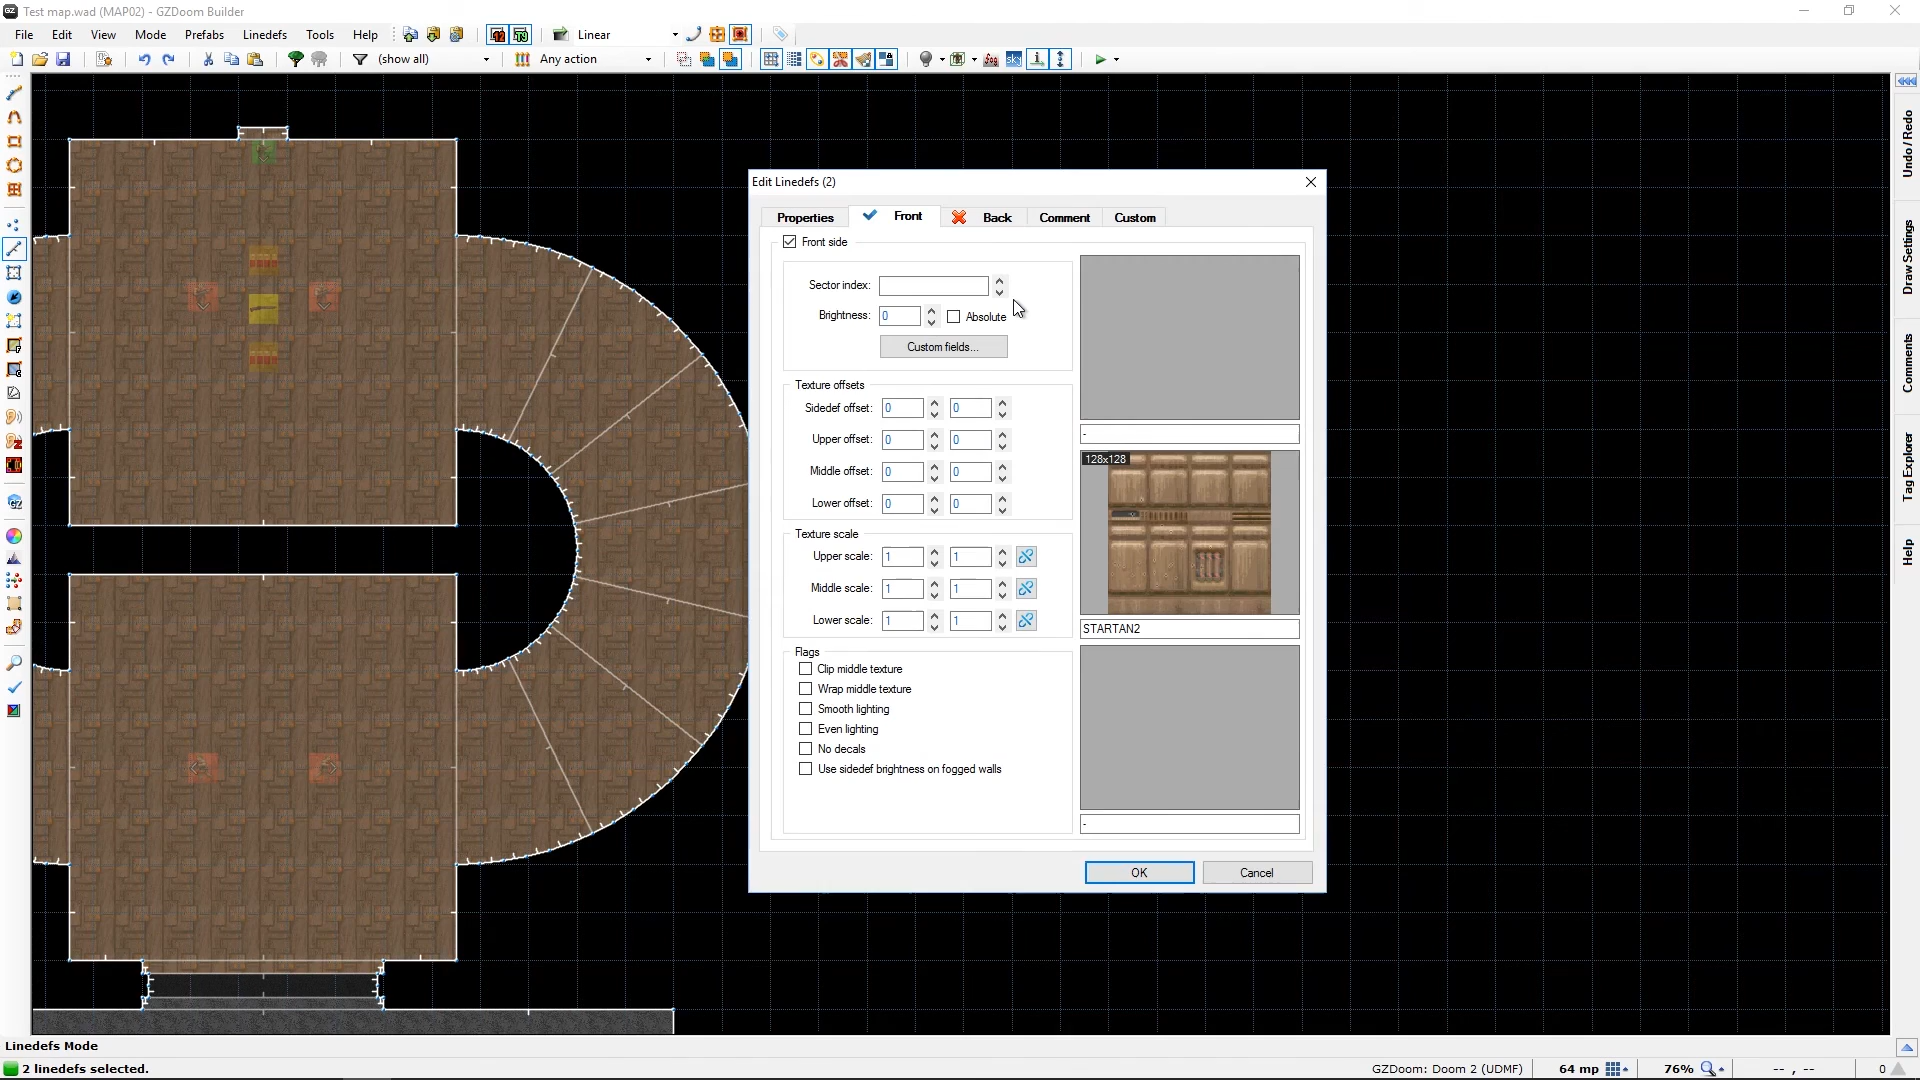 Test map.wad (MAP02) - GZDoom Builder
File Edit View Mode Prefabs Linedefs Tools Help Linear
(show all) Any action
Edit Linedefs (2)
Properties Front Back Comment Custom
Front side
Sector index:
Brightness: 0 Absolute
Custom fields...
Texture offsets
Sidedef offset: 0 0
Upper offset: 0 0
Middle offset: 0 0
Lower offset: 0 0
Texture scale
Upper scale: 1 1
Middle scale: 1 1
Lower scale: 1 1
Flags
Clip middle texture
Wrap middle texture
Smooth lighting
Even lighting
No decals
Use sidedef brightness on fogged walls
-
128x128
STARTAN2
-
OK Cancel
Undo / Redo
Draw Settings
Comments
Tag Explorer
Help
Linedefs Mode
2 linedefs selected.
GZDoom: Doom 2 (UDMF) 64 mp 76% -- , -- 0